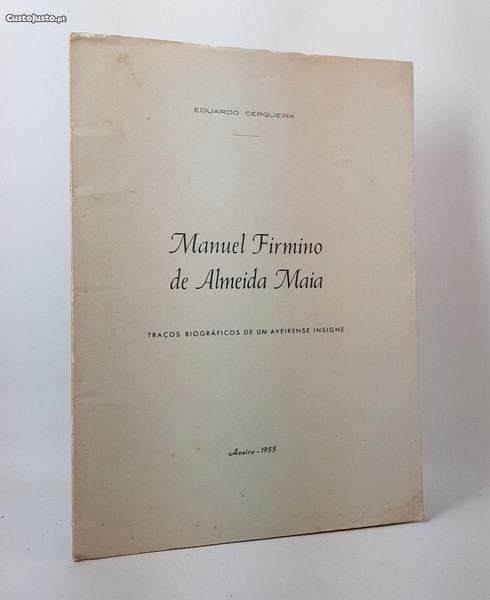 CustoJusto.pt
EDUARDO CERQUEIRA
Manuel Firmino
de Almeida Maia
TRAÇOS BIOGRÁFICOS DE UM AVEIRENSE INSIGNE
Aveiro - 1955